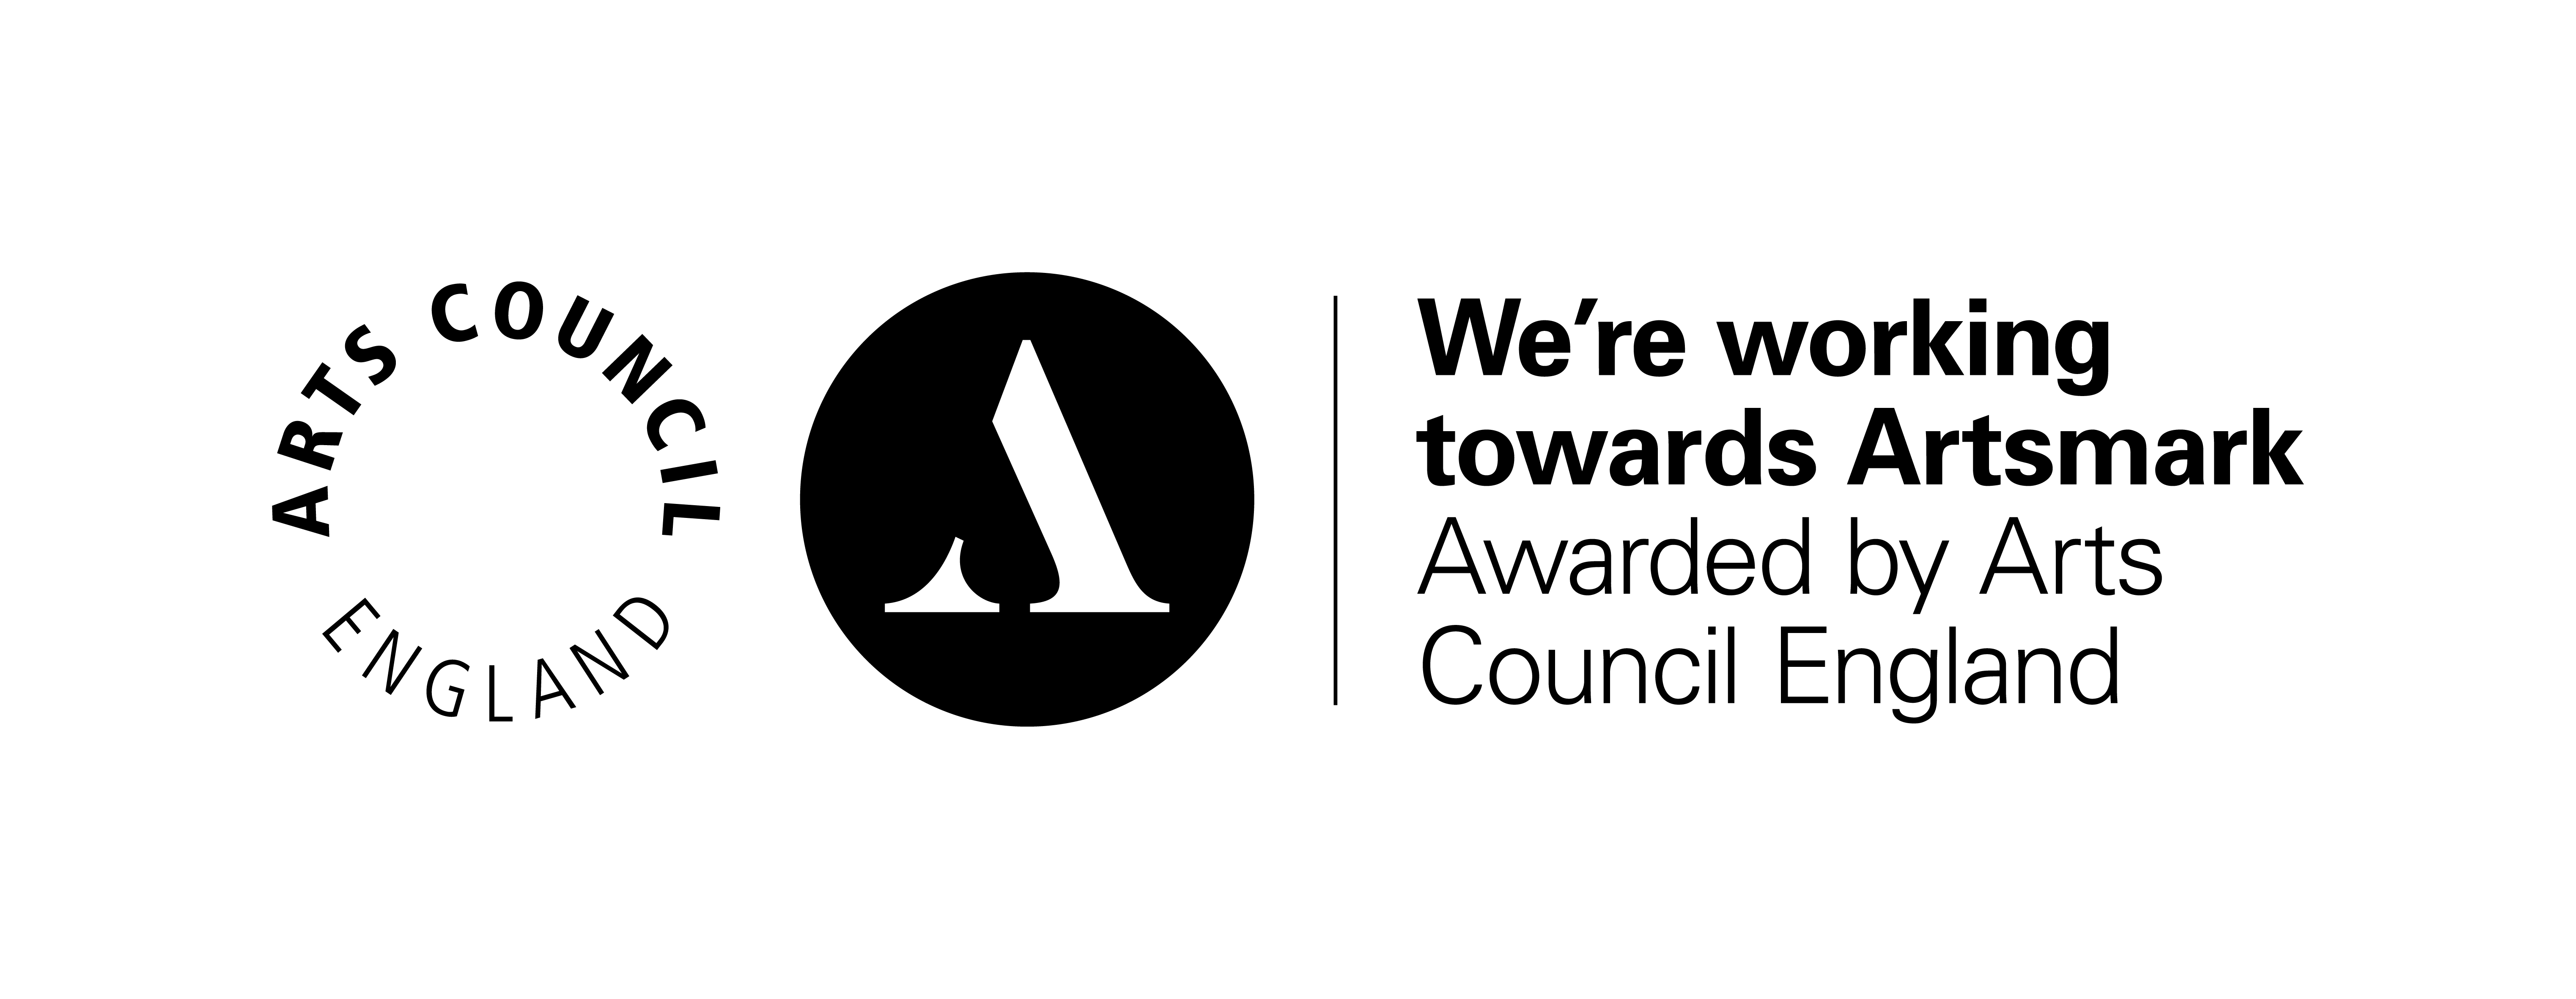 ARTS COUNCIL
ENGLAND
A
We’re working
towards Artsmark
Awarded by Arts
Council England